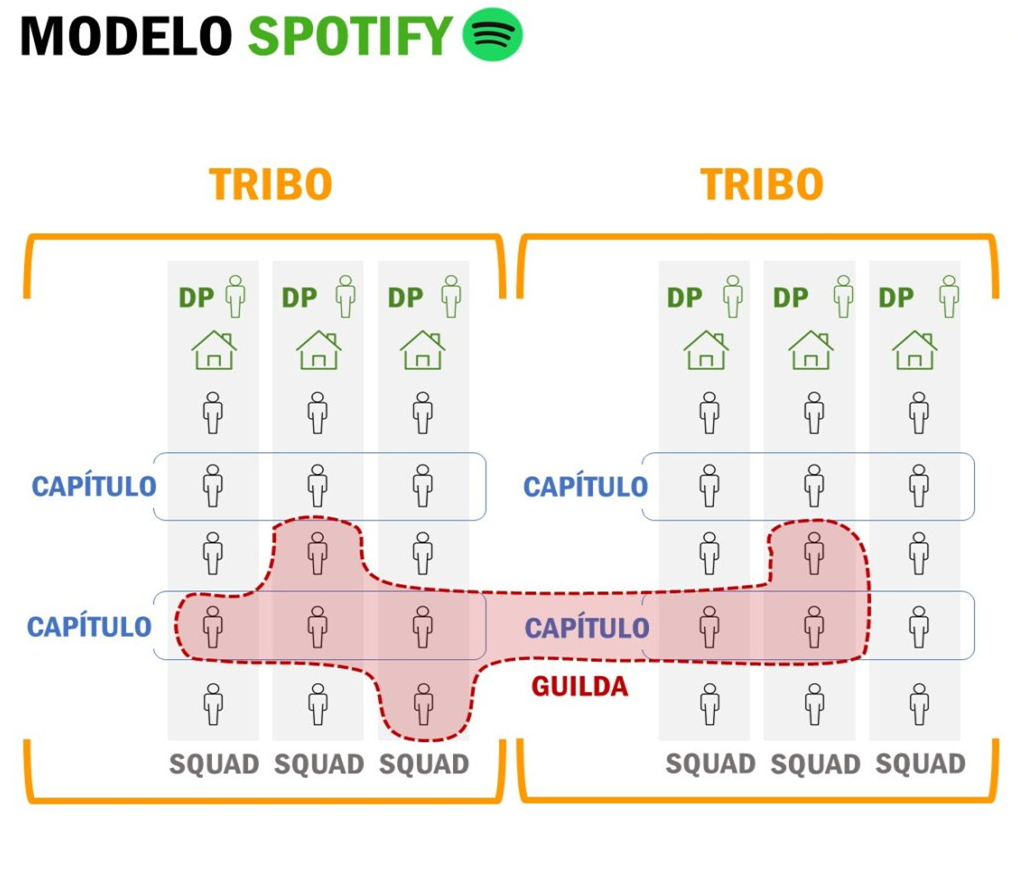 MODELO SPOTIFY
TRIBO
TRIBO
DP DP DP
DP DP DP
CAPÍTULO
CAPÍTULO
CAPÍTULO
CAPÍTULO
GUILDA
SQUAD SQUAD SQUAD
SQUAD SQUAD SQUAD